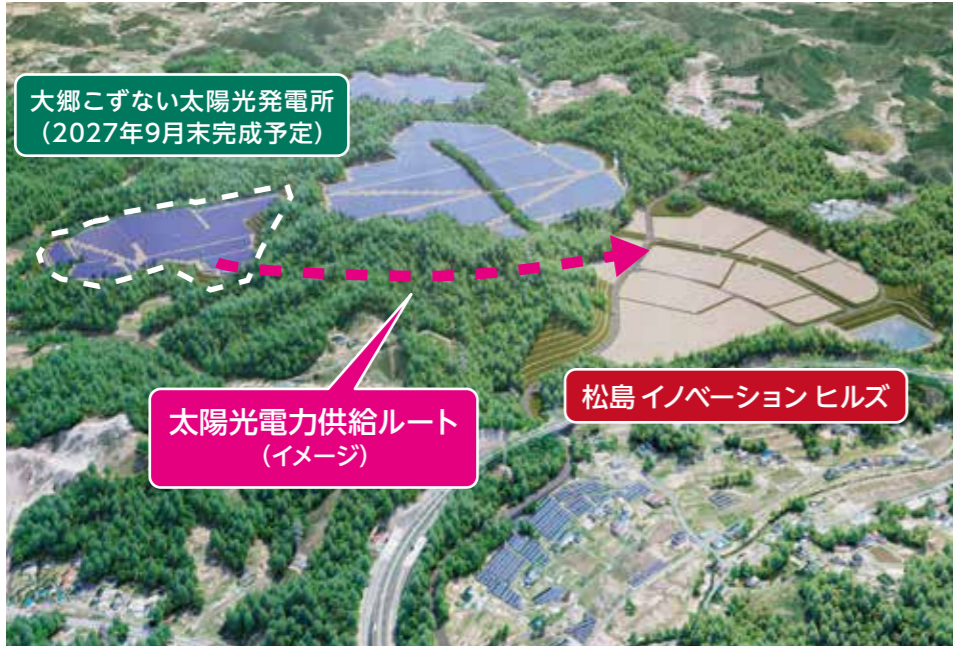 大郷こずない太陽光発電所
（2027年9月末完成予定）
太陽光電力供給ルート
（イメージ）
松島 イノベーション ヒルズ